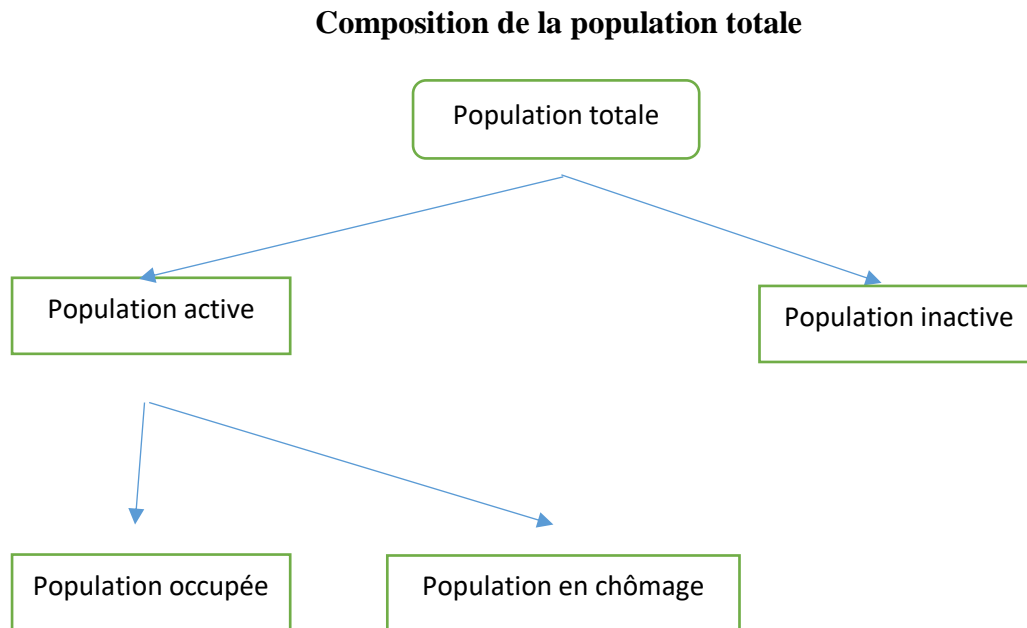 Composition de la population totale
Population totale
Population active
Population inactive
Population occupée
Population en chômage